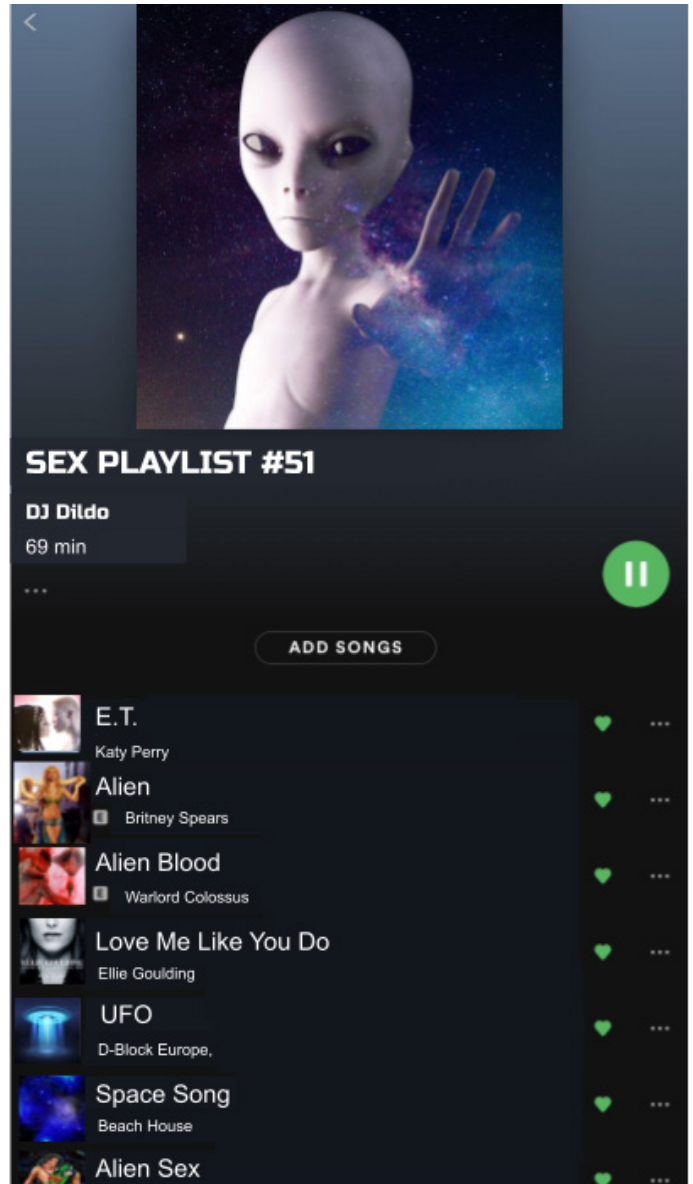 SEX PLAYLIST #51
DJ Dildo
69 min
ADD SONGS
E.T.
Katy Perry
Alien
E Britney Spears
Alien Blood
E Warlord Colossus
Love Me Like You Do
Ellie Goulding
UFO
D-Block Europe,
Space Song
Beach House
Alien Sex